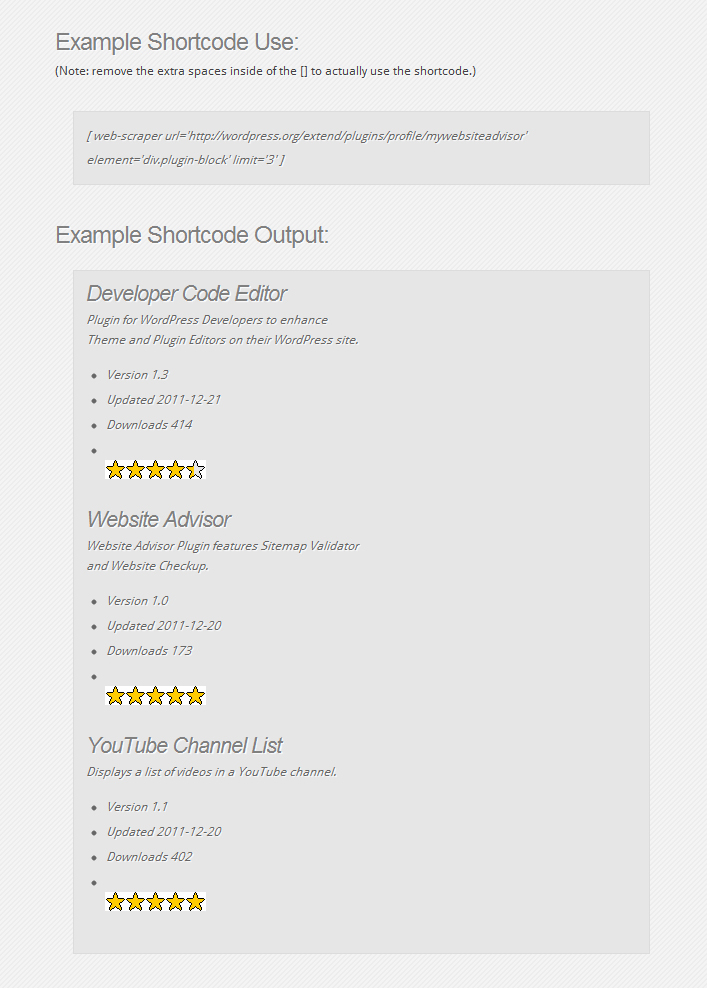 Example Shortcode Use:
(Note: remove the extra spaces inside of the [] to actually use the shortcode.)
[ web-scraper url='http://wordpress.org/extend/plugins/profile/mywebsiteadvisor'
element='div.plugin-block' limit='3' ]
Example Shortcode Output:
Developer Code Editor
Plugin for WordPress Developers to enhance
Theme and Plugin Editors on their WordPress site.
Version 1.3
Updated 2011-12-21
Downloads 414
Website Advisor
Website Advisor Plugin features Sitemap Validator
and Website Checkup.
Version 1.0
Updated 2011-12-20
Downloads 173
YouTube Channel List
Displays a list of videos in a YouTube channel.
Version 1.1
Updated 2011-12-20
Downloads 402